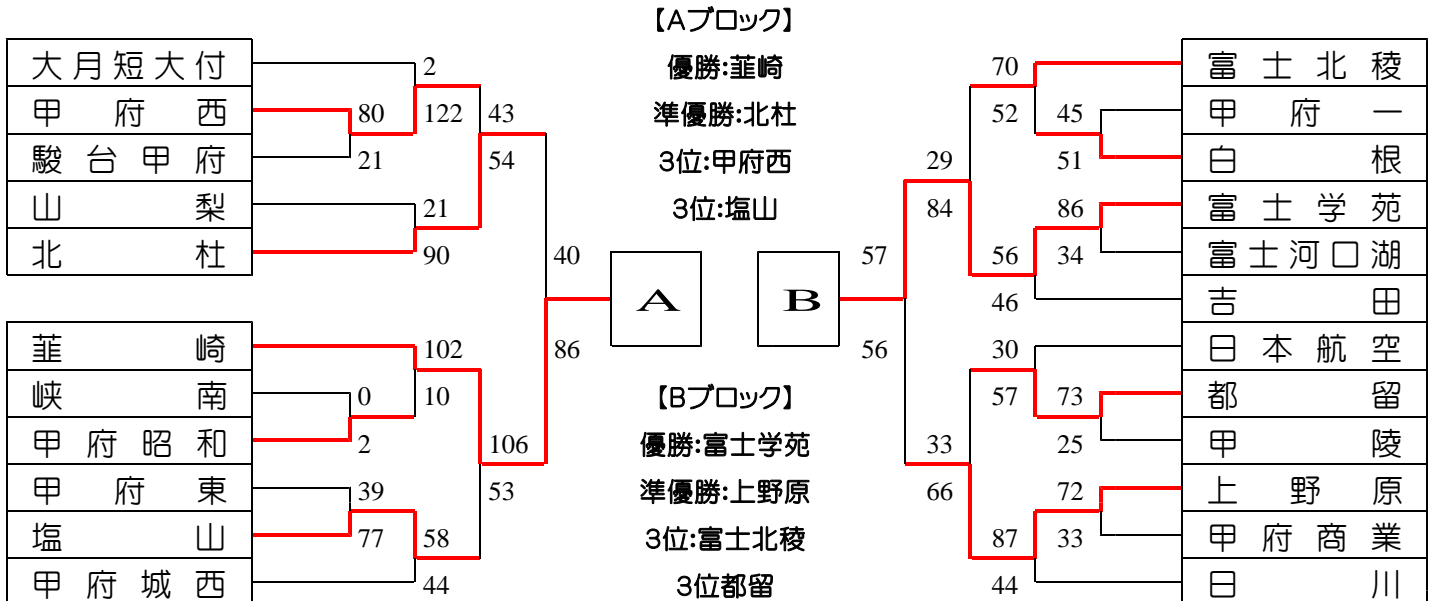 【Aブロック】
優勝:韮崎
準優勝:北杜
3位:甲府西
3位:塩山
大月短大付
甲府西
駿台甲府
山梨
北杜
2
80
122
43
21
54
21
90
40
韮崎
峡南
甲府昭和
甲府東
塩山
甲府城西
102
0
10
2
106
39
53
77
58
44
86
A
B
57
56
【Bブロック】
優勝:富士学苑
準優勝:上野原
3位:富士北稜
3位都留
70
52
45
29
51
84
86
56
34
46
30
57
73
33
25
66
72
87
33
44
富士北稜
甲府一
白根
富士学苑
富士河口湖
吉田
日本航空
都留
甲陵
上野原
甲府商業
日川